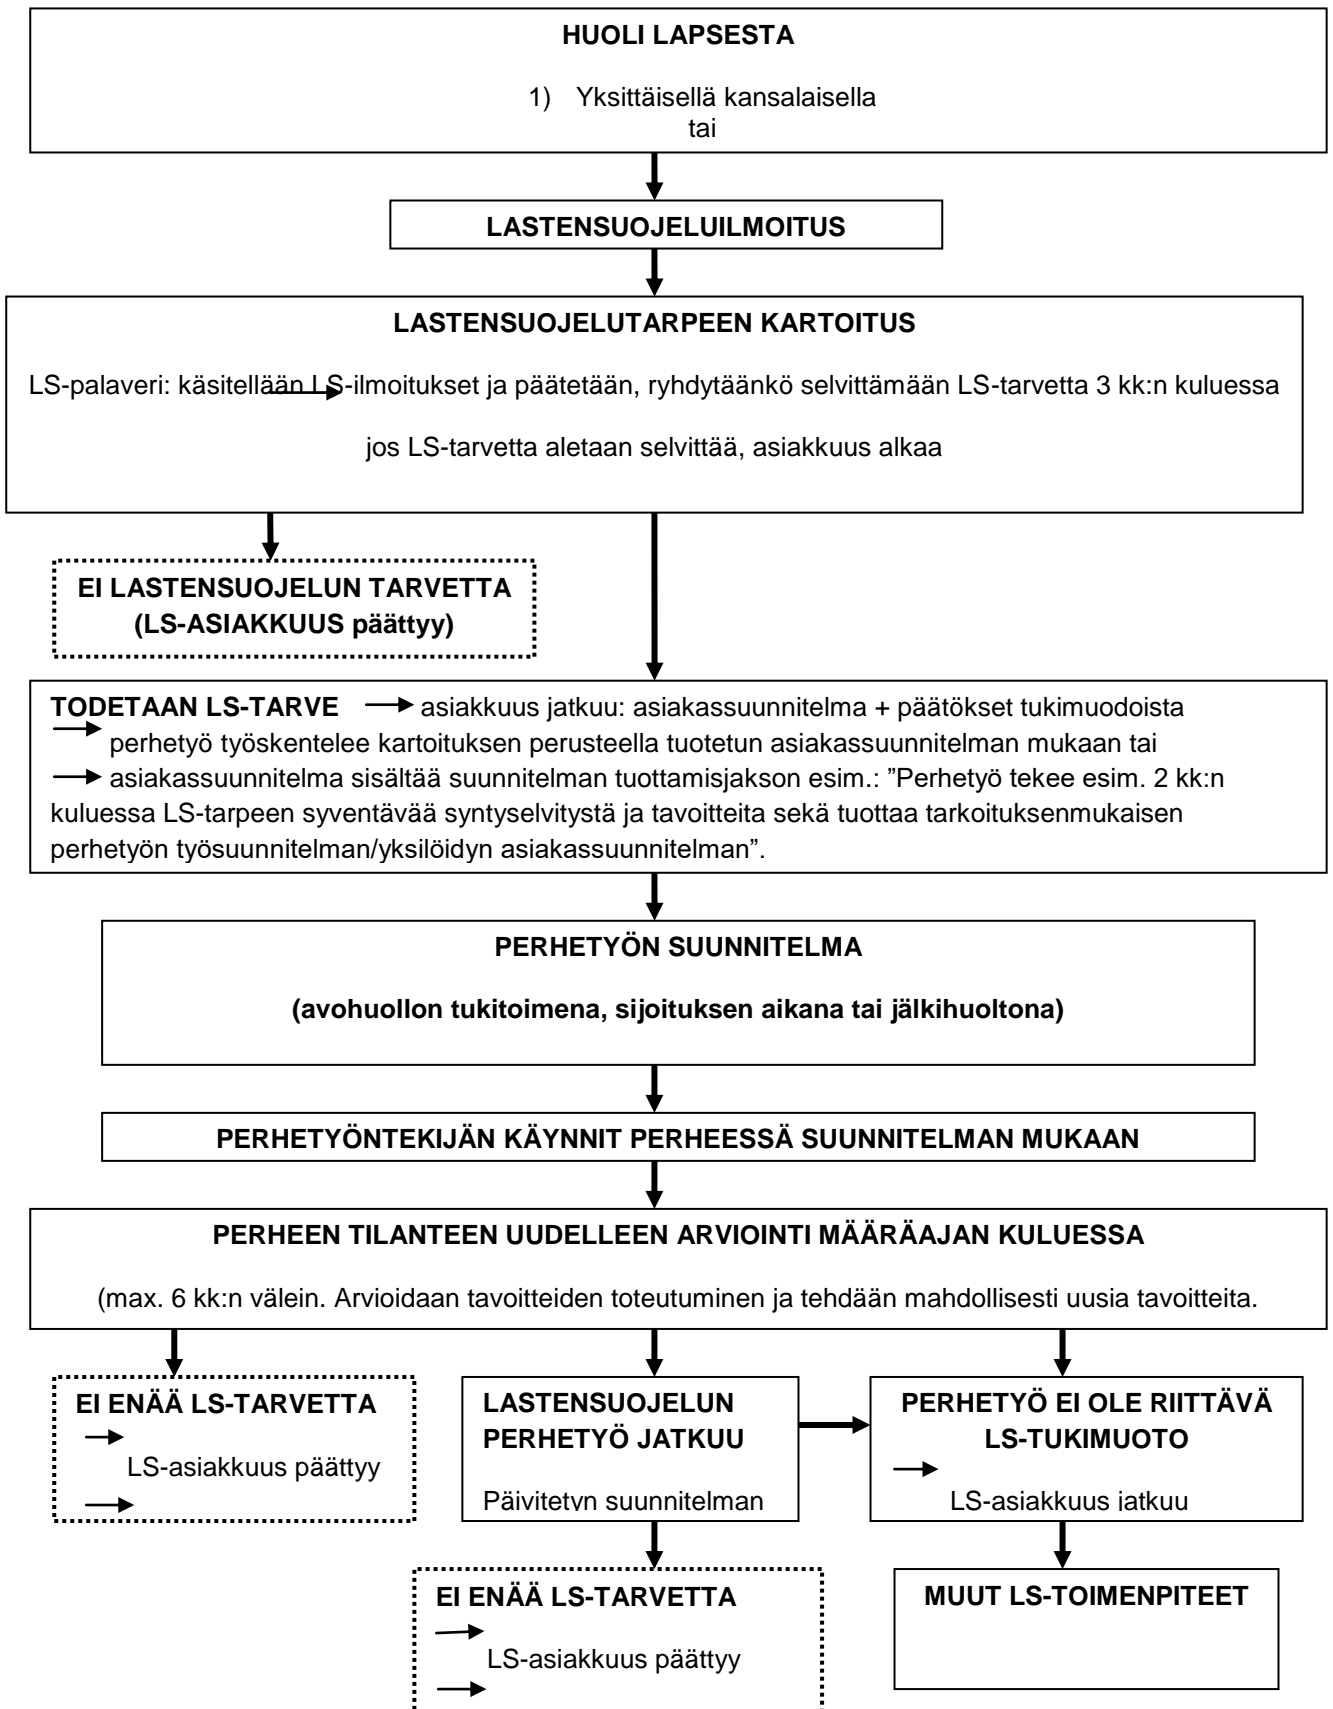 HUOLI LAPSESTA
1) Yksittäisellä kansalaisella
tai
LASTENSUOJELUILMOITUS
LASTENSUOJELUTARPEEN KARTOITUS
LS-palaveri: käsitellään LS-ilmoitukset ja päätetään, ryhdytäänkö selvittämään LS-tarvetta 3 kk:n kuluessa
jos LS-tarvetta aletaan selvittää, asiakkuus alkaa
EI LASTENSUOJELUN TARVETTA
(LS-ASIAKKUUS päättyy)
TODETAAN LS-TARVE asiakkuus jatkuu: asiakassuunnitelma + päätökset tukimuodoista
perhetyö työskentelee kartoituksen perusteella tuotetun asiakassuunnitelman mukaan tai
asiakassuunnitelma sisältää suunnitelman tuottamisjakson esim.: ”Perhetyö tekee esim. 2 kk:n
kuluessa LS-tarpeen syventävää syntyselvitystä ja tavoitteita sekä tuottaa tarkoituksenmukaisen
perhetyön työsuunnitelman/yksilöidyn asiakassuunnitelman”.
PERHETYÖN SUUNNITELMA
(avohuollon tukitoimena, sijoituksen aikana tai jälkihuoltona)
PERHETYÖNTEKIJÄN KÄYNNIT PERHEESSÄ SUUNNITELMAN MUKAAN
PERHEEN TILANTEEN UUDELLEEN ARVIOINTI MÄÄRÄAJAN KULUESSA
(max. 6 kk:n välein. Arvioidaan tavoitteiden toteutuminen ja tehdään mahdollisesti uusia tavoitteita.
EI ENÄÄ LS-TARVETTA
LS-asiakkuus päättyy
LASTENSUOJELUN
PERHETYÖ JATKUU
Päivitetyn suunnitelman
PERHETYÖ EI OLE RIITTÄVÄ
LS-TUKIMUOTO
LS-asiakkuus jatkuu
EI ENÄÄ LS-TARVETTA
LS-asiakkuus päättyy
MUUT LS-TOIMENPITEET